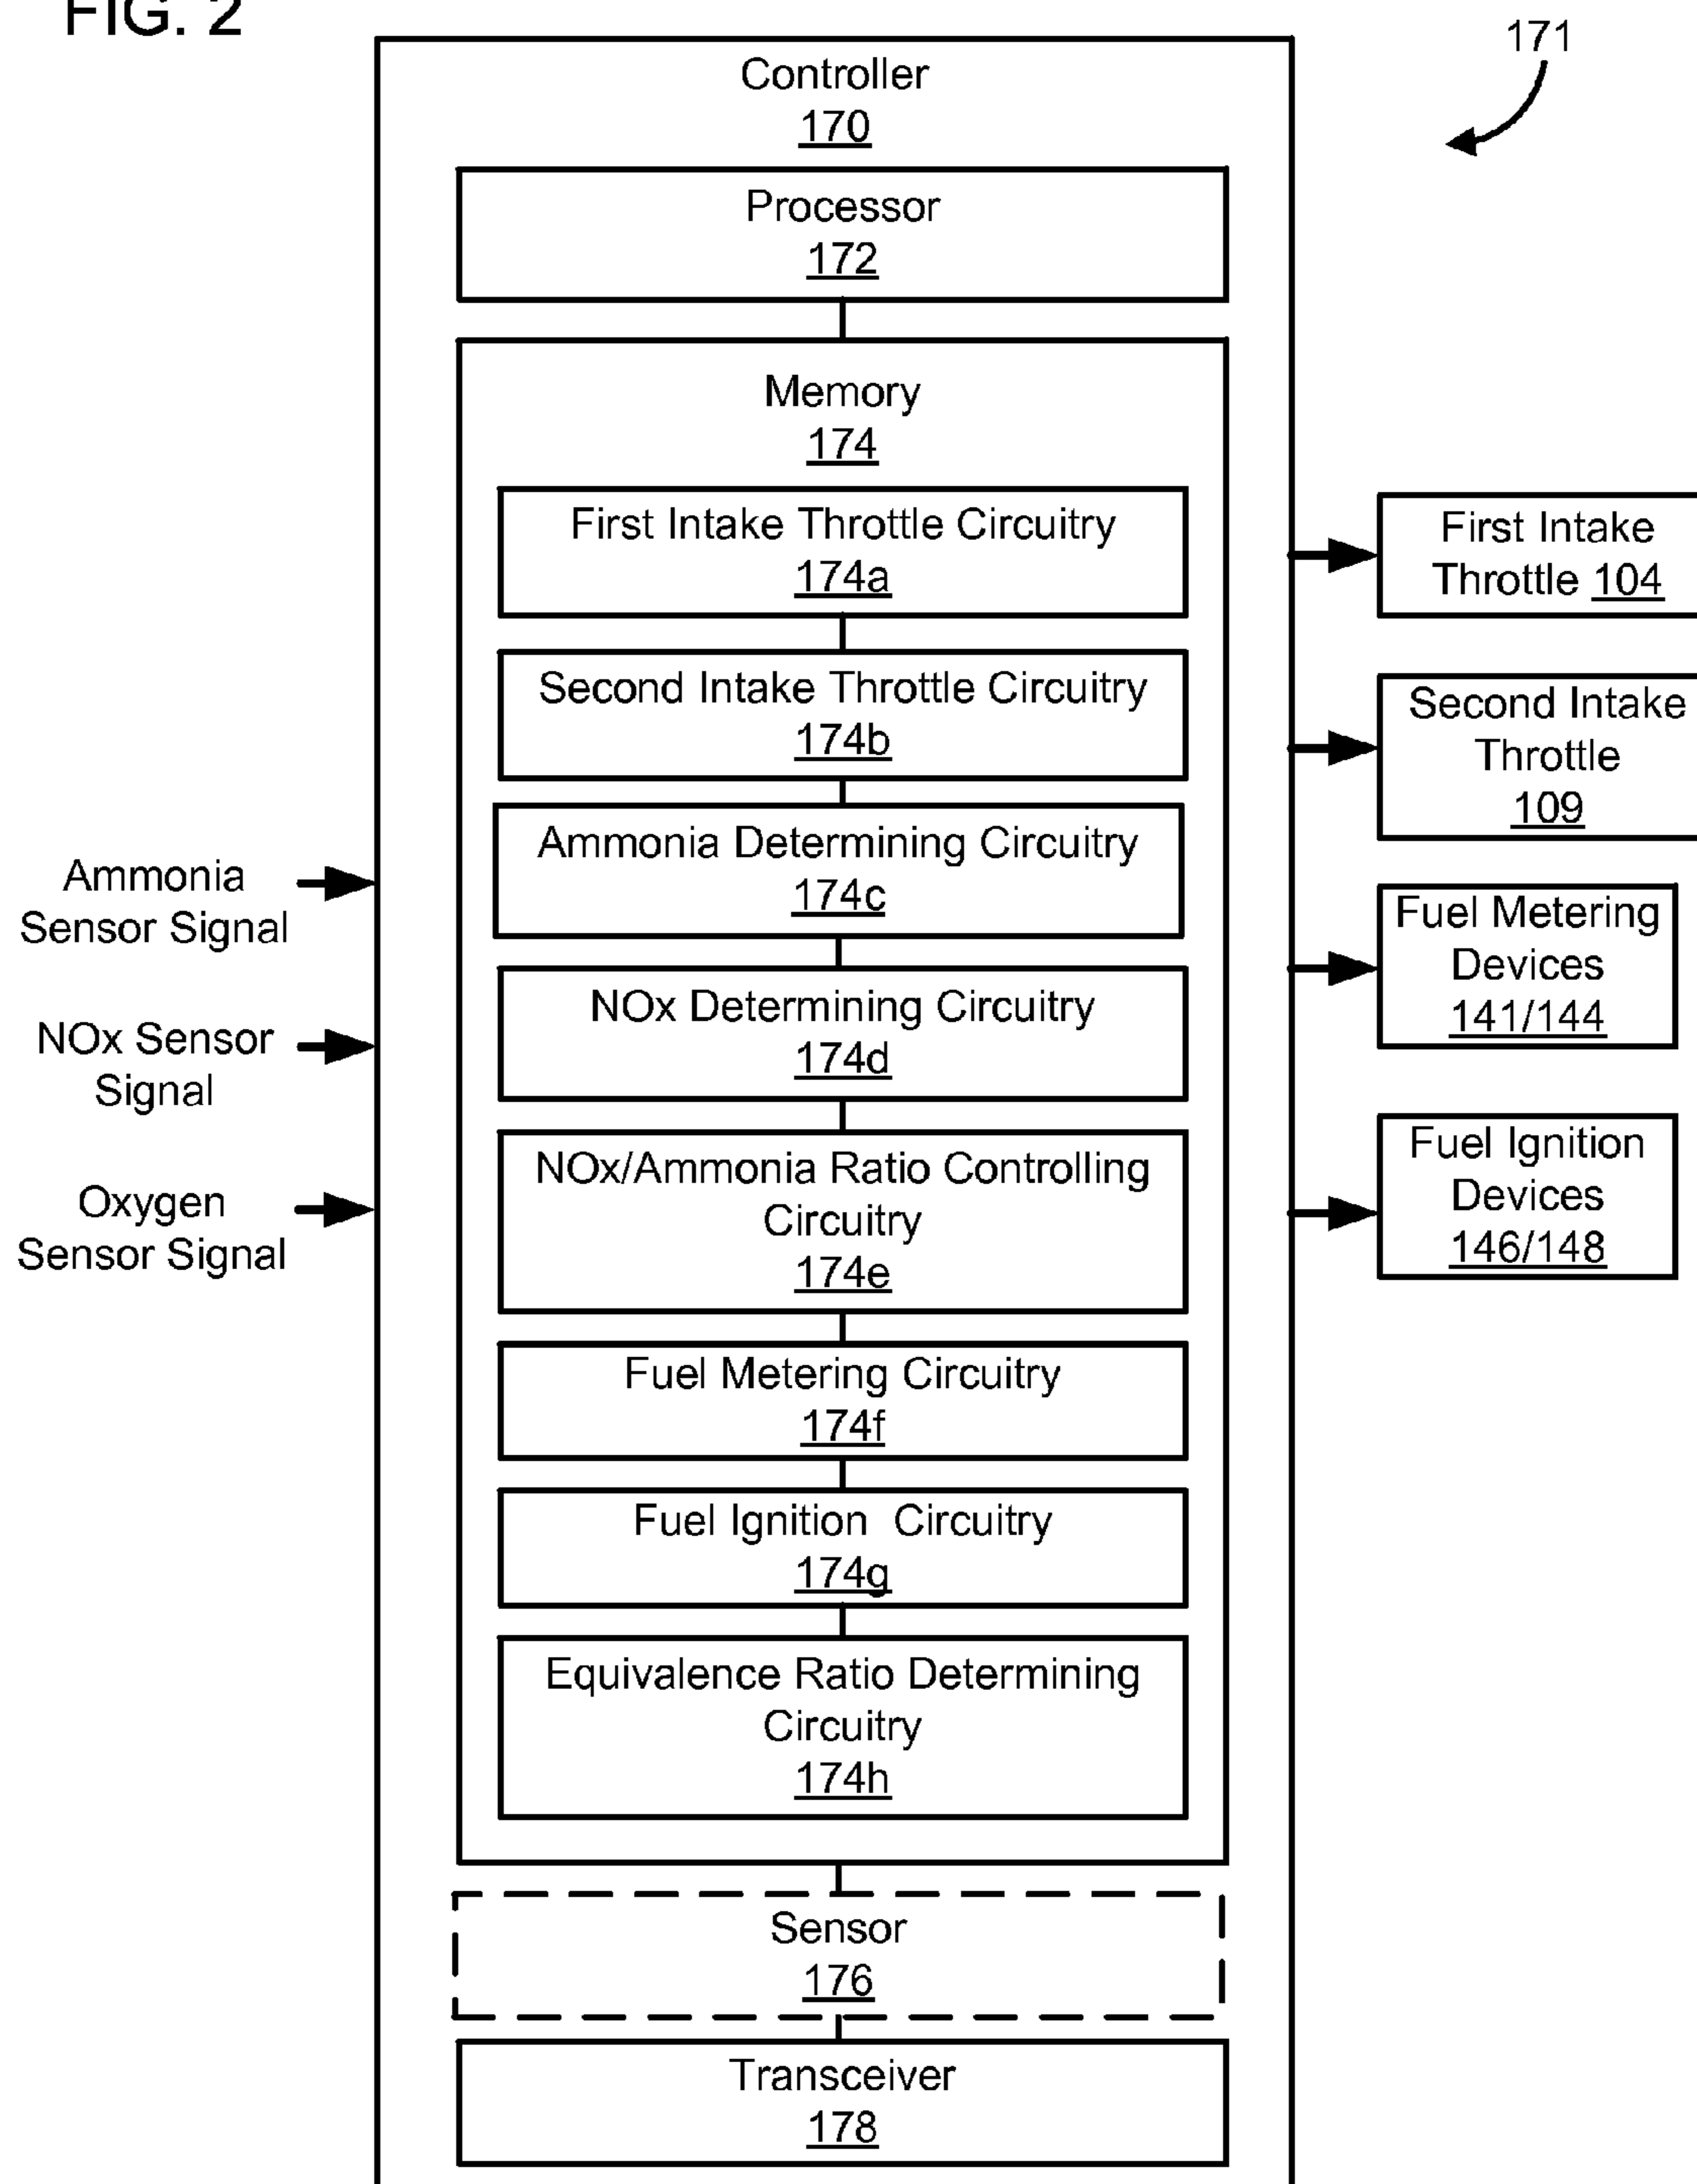 FIG. 2
171
Controller
170
Processor
172
Memory
174
First Intake Throttle Circuitry
174a
Second Intake Throttle Circuitry
174b
Ammonia Determining Circuitry
174c
NOx Determining Circuitry
174d
NOx/Ammonia Ratio Controlling
Circuitry
174e
Fuel Metering Circuitry
174f
Fuel Ignition Circuitry
174g
Equivalence Ratio Determining
Circuitry
174h
Sensor
176
Transceiver
178
Ammonia
Sensor Signal
NOx Sensor
Signal
Oxygen
Sensor Signal
First Intake
Throttle 104
Second Intake
Throttle
109
Fuel Metering
Devices
141/144
Fuel Ignition
Devices
146/148